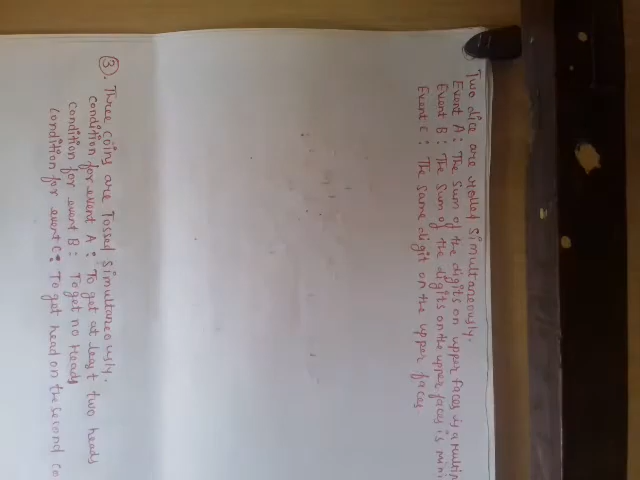 Two dice are rolled simultaneously.
Event A: The sum of the digits on upper faces is a
Event B: The sum of the digits on the upper faces is
Event C: The same digit on the upper faces
③. Three coins are Tossed simultaneously.
condition for event A: To get at least two heads
condition for event B: To get no Heads
condition for event C: To get head on the second